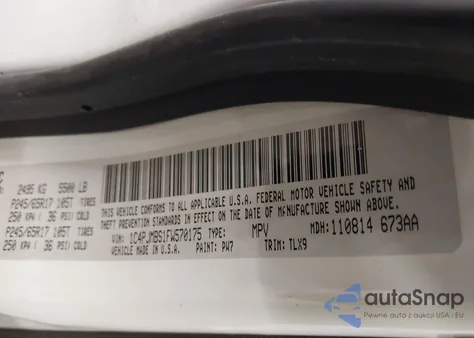 2495 KG 5500 LB
P245/65R17 105T TIRES
250 KPA ( 36 PSI) COLD
P245/65R17 105T TIRES
250 KPA ( 36 PSI) COLD
THIS VEHICLE CONFORMS TO ALL APPLICABLE U.S.A. FEDERAL MOTOR VEHICLE SAFETY AND
THEFT PREVENTION STANDARDS IN EFFECT ON THE DATE OF MANUFACTURE SHOWN ABOVE.
VIN: 1C4PJMBS1FW570175 TYPE: MPV MDH: 110814 673AA
VEHICLE MADE IN U.S.A. PAINT: PW7 TRIM: TLX9
autoSnap
Pewne auta z aukcji USA - EU